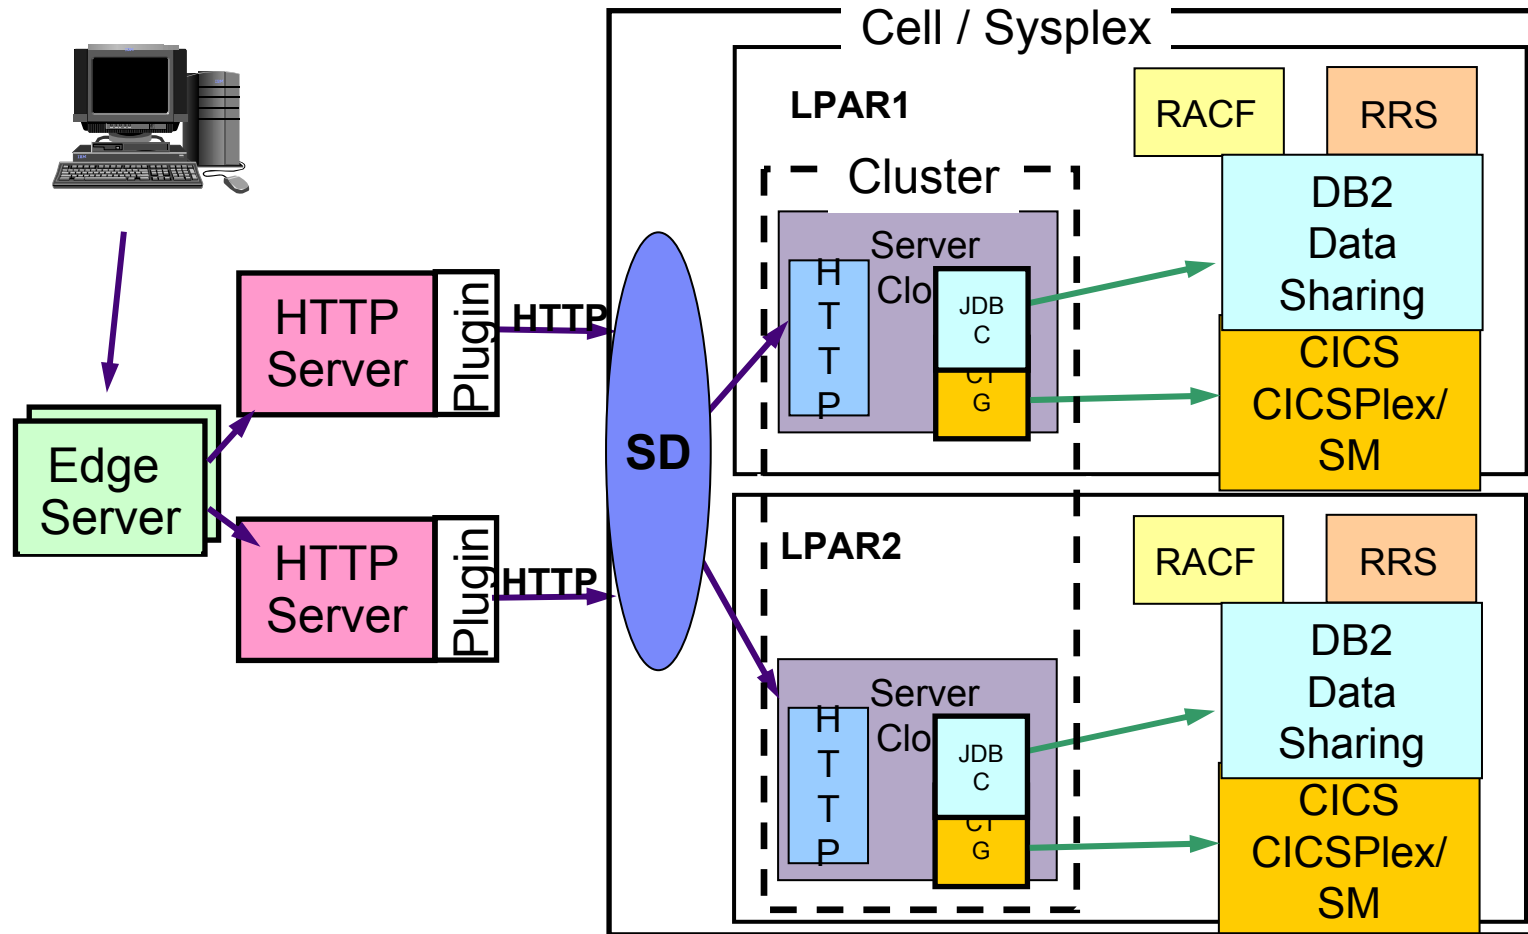 Cell / Sysplex
LPAR1
RACF
RRS
Cluster
DB2
Data
Sharing
Server
Clo
H
T
T
P
JDB
C
CT
G
CICS
CICSPlex/
SM
HTTP
Server
Plugin
HTTP
SD
Edge
Server
HTTP
Server
Plugin
HTTP
LPAR2
RACF
RRS
DB2
Data
Sharing
Server
Clo
H
T
T
P
JDB
C
CT
G
CICS
CICSPlex/
SM